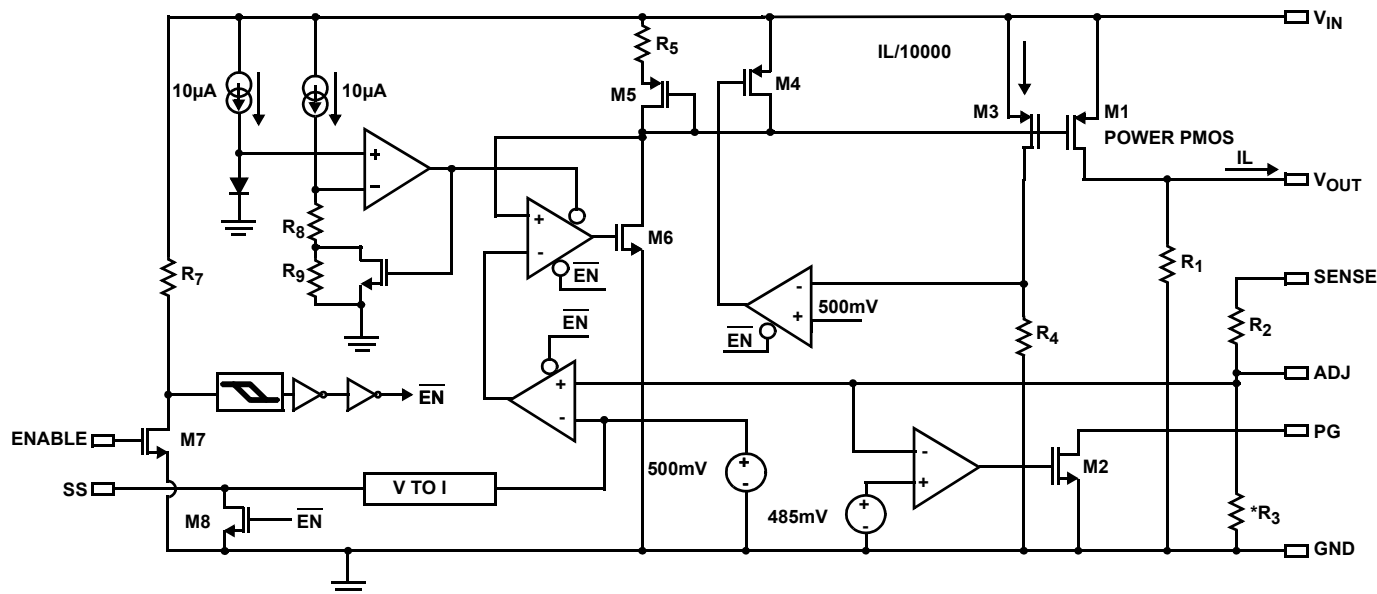 V_IN
R5
IL/10000
10µA
10µA
M5
M4
M3
M1
POWER PMOS
IL
V_OUT
+
−
R8
+
-
M6
R7
R9
EN
R1
SENSE
-
500mV
+
EN
R4
R2
EN
+
ADJ
EN
-
ENABLE
M7
PG
500mV
+
-
-
+
M2
SS
V TO I
485mV
+
-
*R3
M8
EN
GND